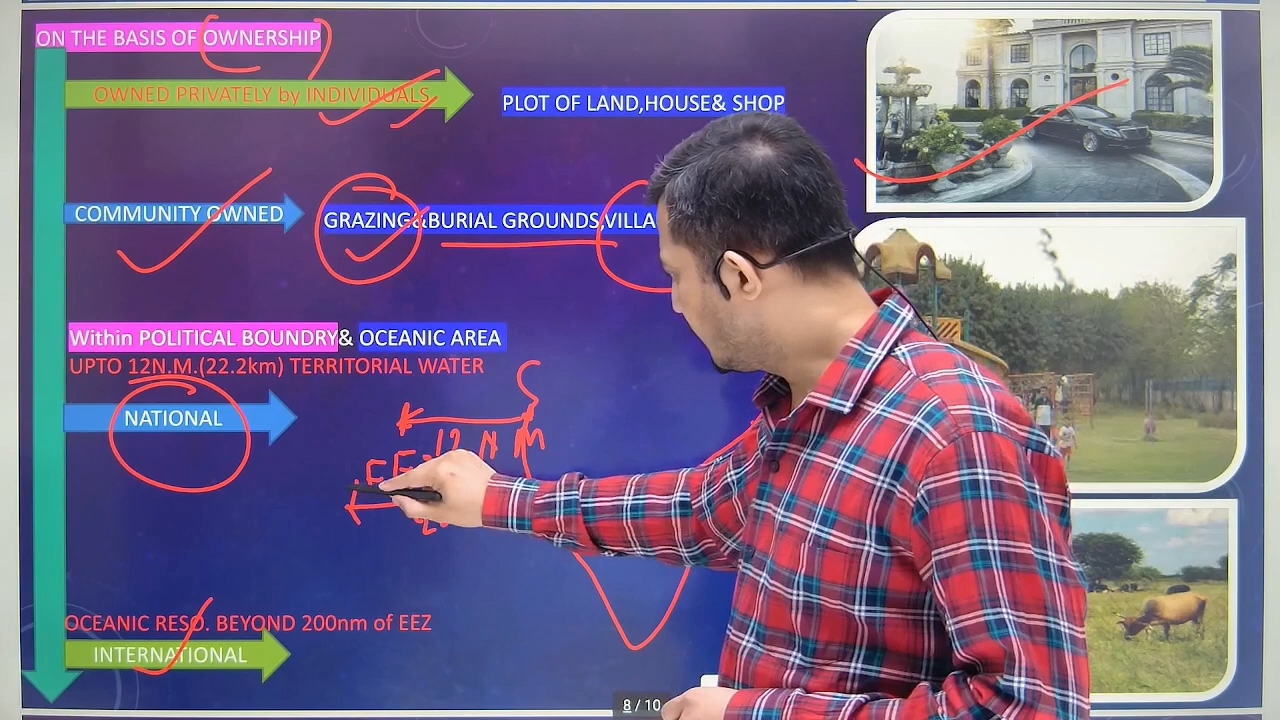 ON THE BASIS OF OWNERSHIP
OWNED PRIVATELY by INDIVIDUALS
PLOT OF LAND,HOUSE& SHOP
COMMUNITY OWNED
GRAZING&BURIAL GROUNDS,VILLA
Within POLITICAL BOUNDRY& OCEANIC AREA
UPTO 12N.M.(22.2km) TERRITORIAL WATER
NATIONAL
12 N M
OCEANIC RESO. BEYOND 200nm of EEZ
INTERNATIONAL
8 / 10